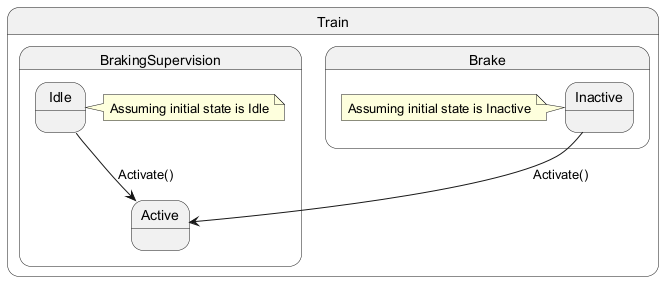 Train
BrakingSupervision
Brake
Idle
Assuming initial state is Idle
Assuming initial state is Inactive
Inactive
Activate()
Activate()
Active